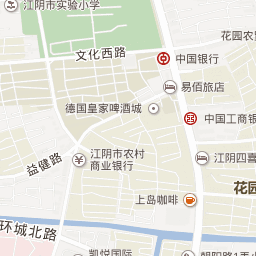 江阴市实验小学
花园农
文化西路
中国银行
易佰旅店
德国皇家啤酒城
中国工商银
益健路
江阴市农村
商业银行
江阴四喜
花园
上岛咖啡
环城北路
凯悦国际
朝阳路1弄